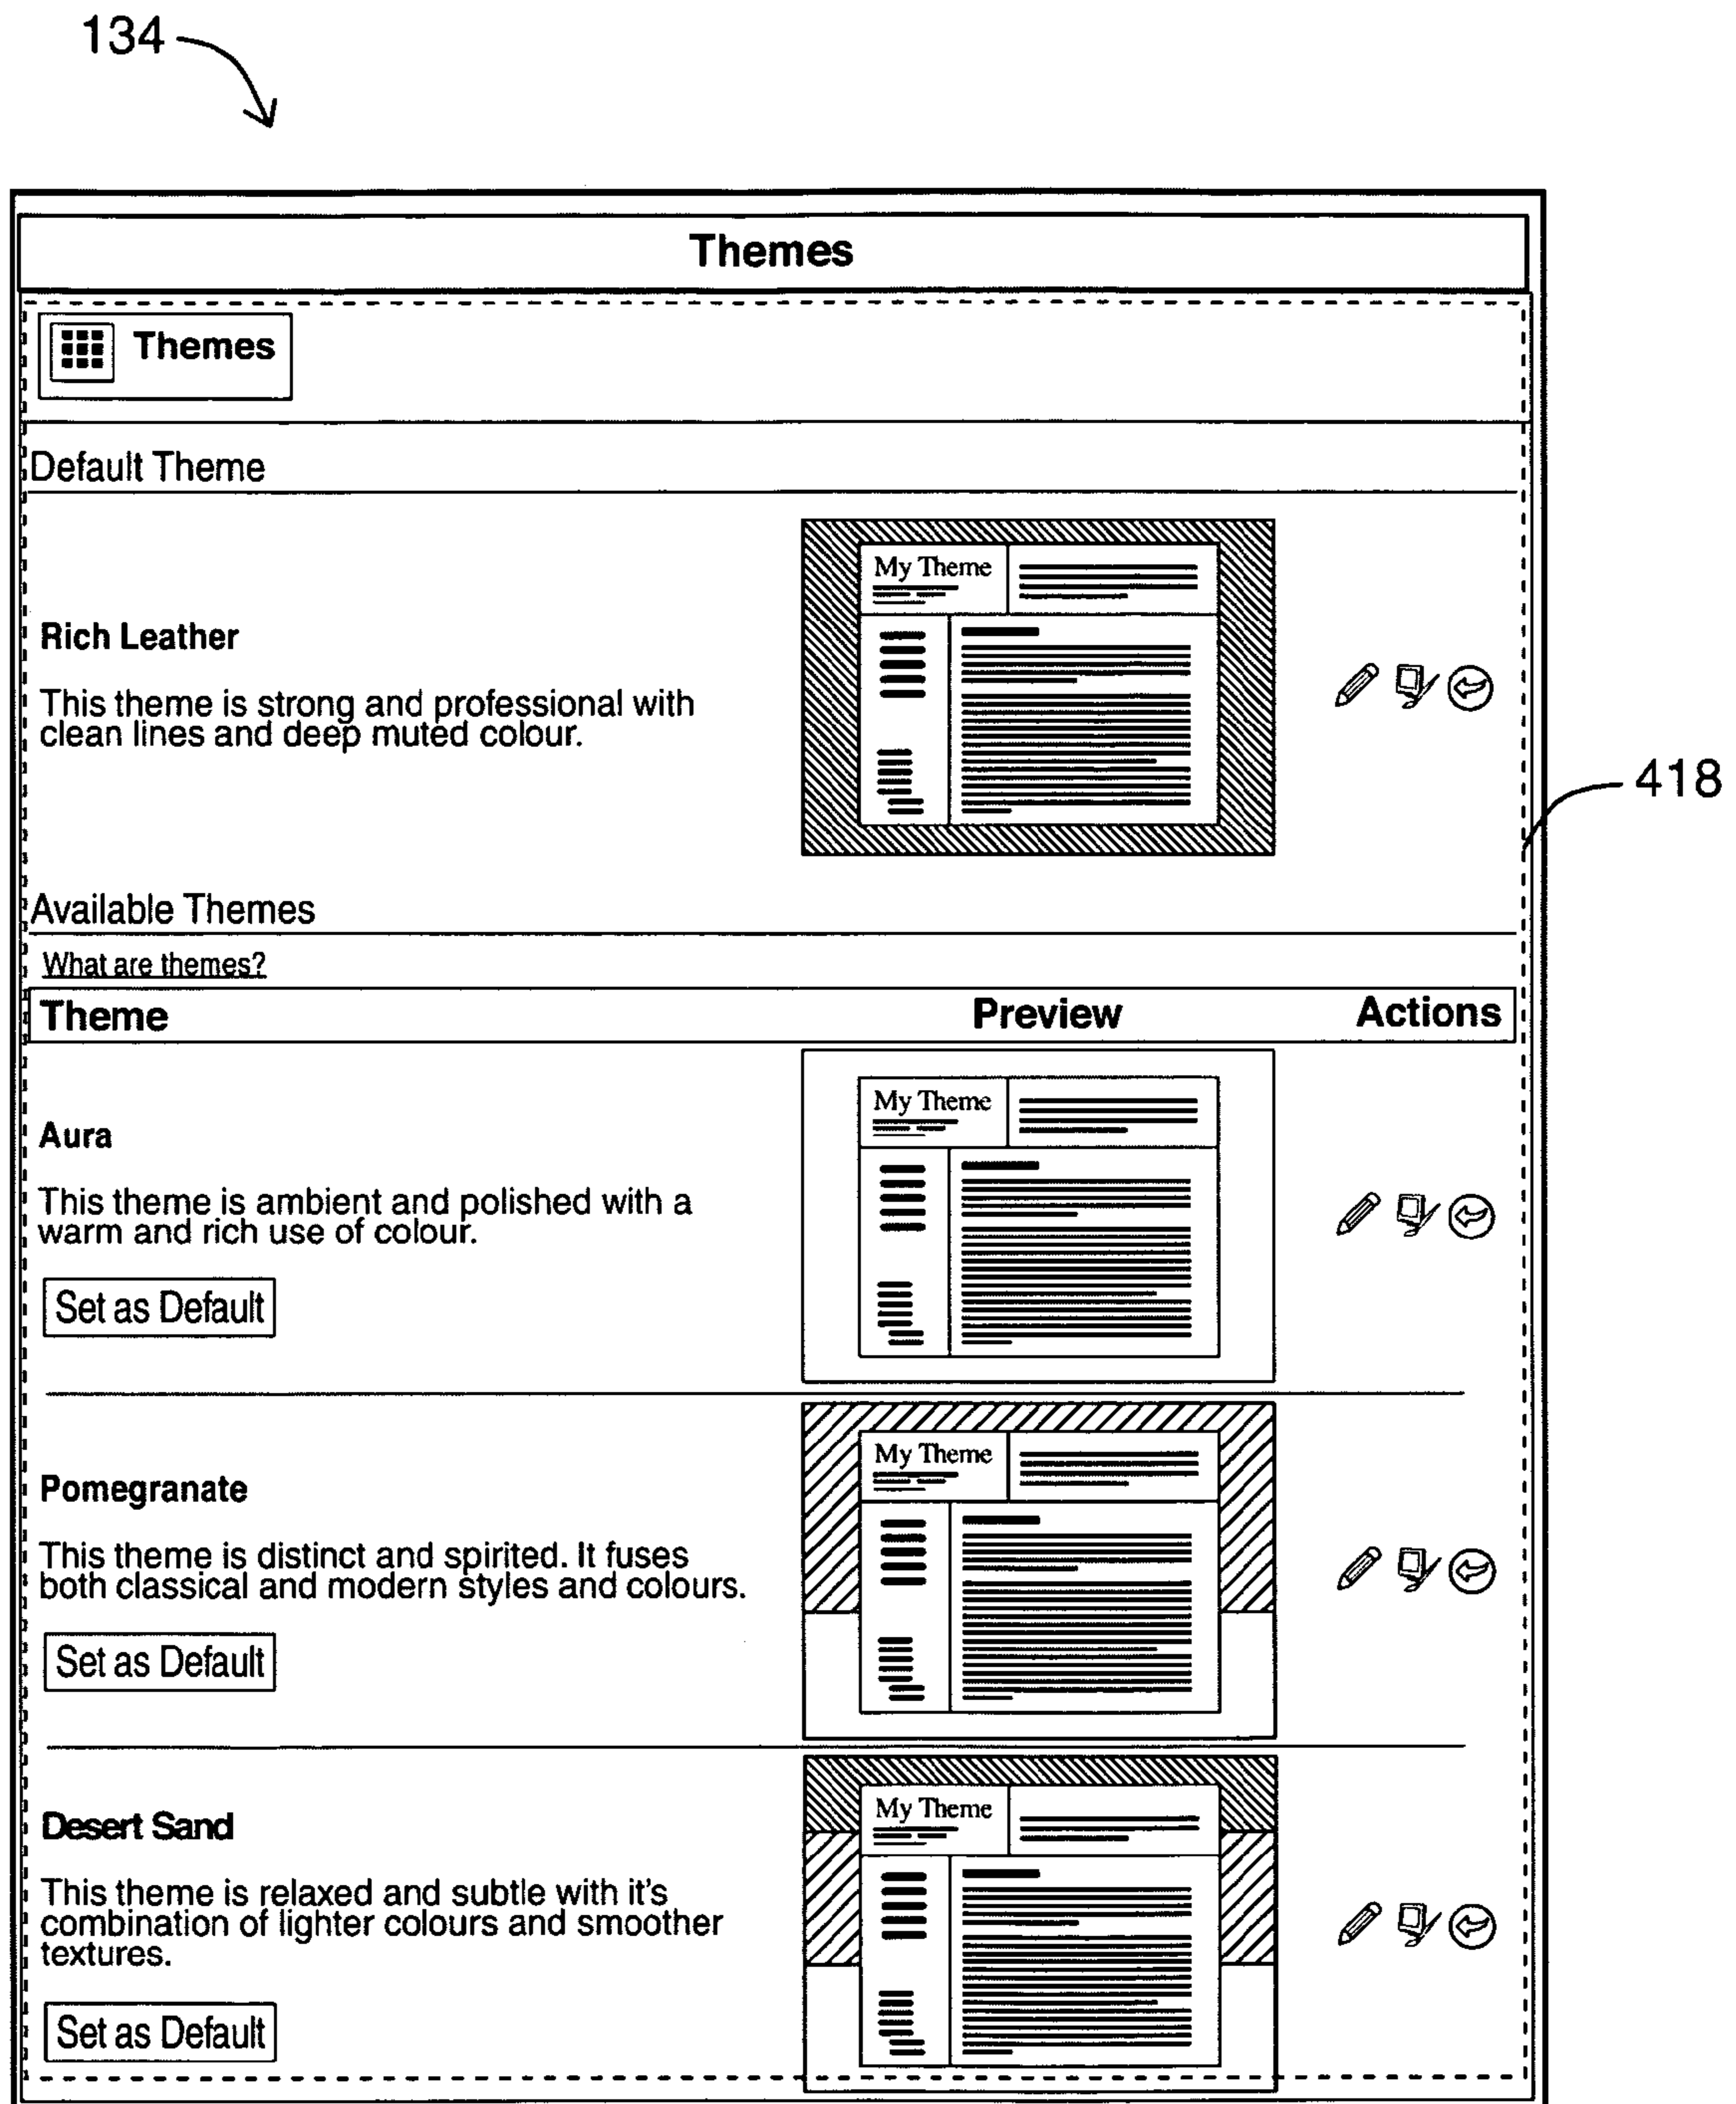 134
Themes
Themes
Default Theme
My Theme
Rich Leather
This theme is strong and professional with
clean lines and deep muted colour.
418
Available Themes
What are themes?
Theme Preview Actions
My Theme
Aura
This theme is ambient and polished with a
warm and rich use of colour.
Set as Default
My Theme
Pomegranate
This theme is distinct and spirited. It fuses
both classical and modern styles and colours.
Set as Default
My Theme
Desert Sand
This theme is relaxed and subtle with it's
combination of lighter colours and smoother
textures.
Set as Default